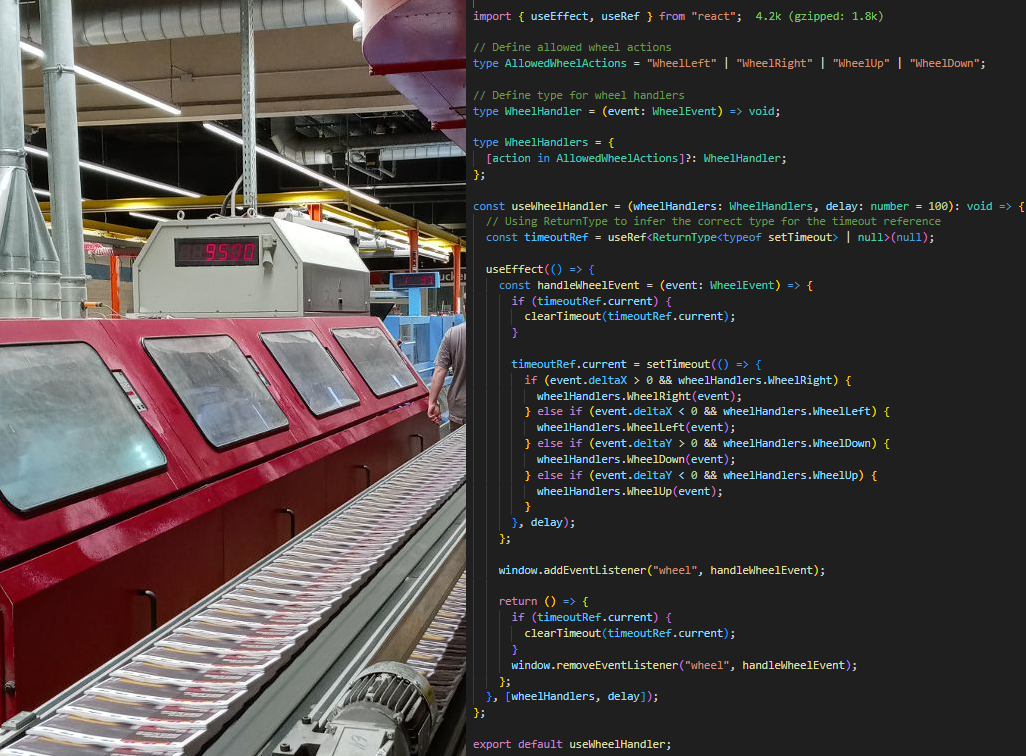 9500
import { useEffect, useRef } from "react";  4.2k (gzipped: 1.8k)
// Define allowed wheel actions
type AllowedWheelActions = "WheelLeft" | "WheelRight" | "WheelUp" | "WheelDown";
// Define type for wheel handlers
type WheelHandler = (event: WheelEvent) => void;
type WheelHandlers = {
  [action in AllowedWheelActions]?: WheelHandler;
};
const useWheelHandler = (wheelHandlers: WheelHandlers, delay: number = 100): void => {
  // Using ReturnType to infer the correct type for the timeout reference
  const timeoutRef = useRef<ReturnType<typeof setTimeout> | null>(null);
  useEffect(() => {
    const handleWheelEvent = (event: WheelEvent) => {
      if (timeoutRef.current) {
        clearTimeout(timeoutRef.current);
      }
      timeoutRef.current = setTimeout(() => {
        if (event.deltaX > 0 && wheelHandlers.WheelRight) {
          wheelHandlers.WheelRight(event);
        } else if (event.deltaX < 0 && wheelHandlers.WheelLeft) {
          wheelHandlers.WheelLeft(event);
        } else if (event.deltaY > 0 && wheelHandlers.WheelDown) {
          wheelHandlers.WheelDown(event);
        } else if (event.deltaY < 0 && wheelHandlers.WheelUp) {
          wheelHandlers.WheelUp(event);
        }
      }, delay);
    };
    window.addEventListener("wheel", handleWheelEvent);
    return () => {
      if (timeoutRef.current) {
        clearTimeout(timeoutRef.current);
      }
      window.removeEventListener("wheel", handleWheelEvent);
    };
  }, [wheelHandlers, delay]);
};
export default useWheelHandler;